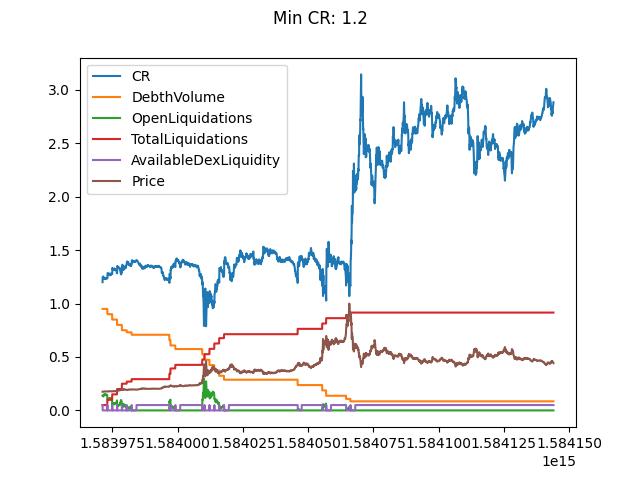 Min CR: 1.2
CR
DebthVolume
OpenLiquidations
TotalLiquidations
AvailableDexLiquidity
Price
3.0
2.5
2.0
1.5
1.0
0.5
0.0
1.583975 1.584000 1.584025 1.584050 1.584075 1.584100 1.584125 1.584150
1e15